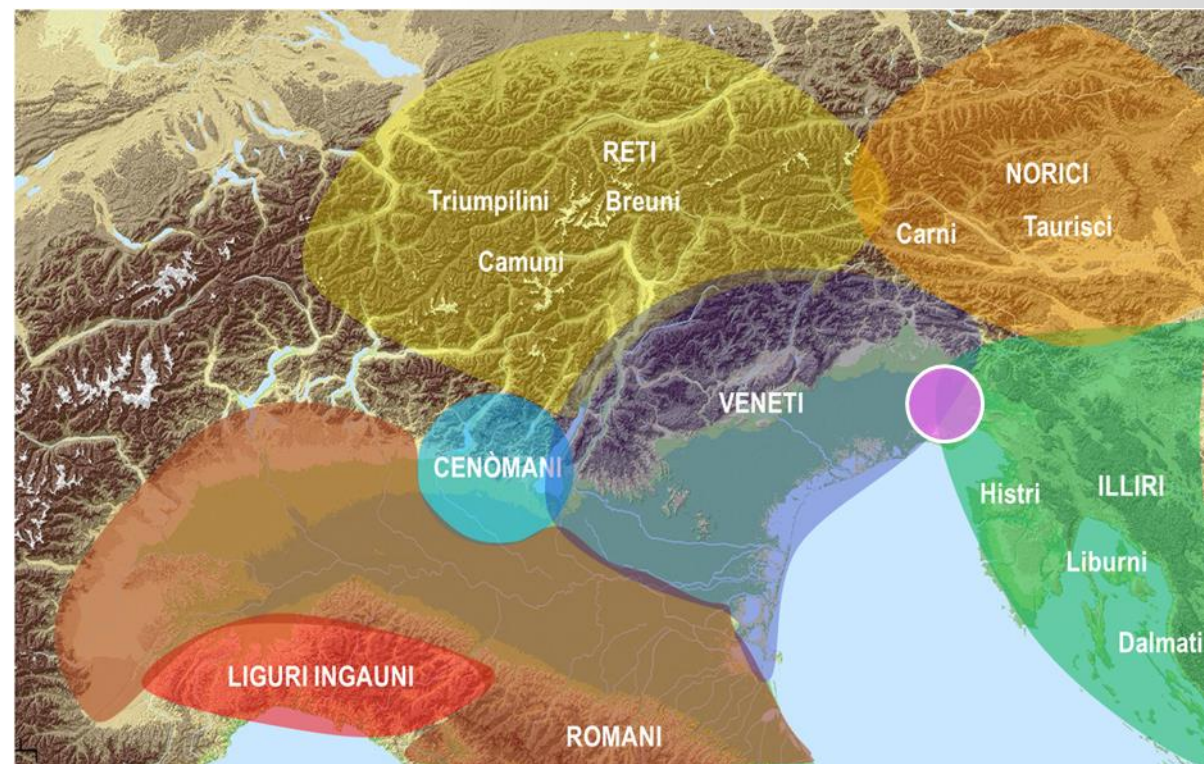 RETI
Triumpilini Breuni
Camuni
NORICI
Carni Taurisci
CENÒMANI
VENETI
Histri ILLIRI
Liburni
Dalmati
LIGURI INGAUNI
ROMANI